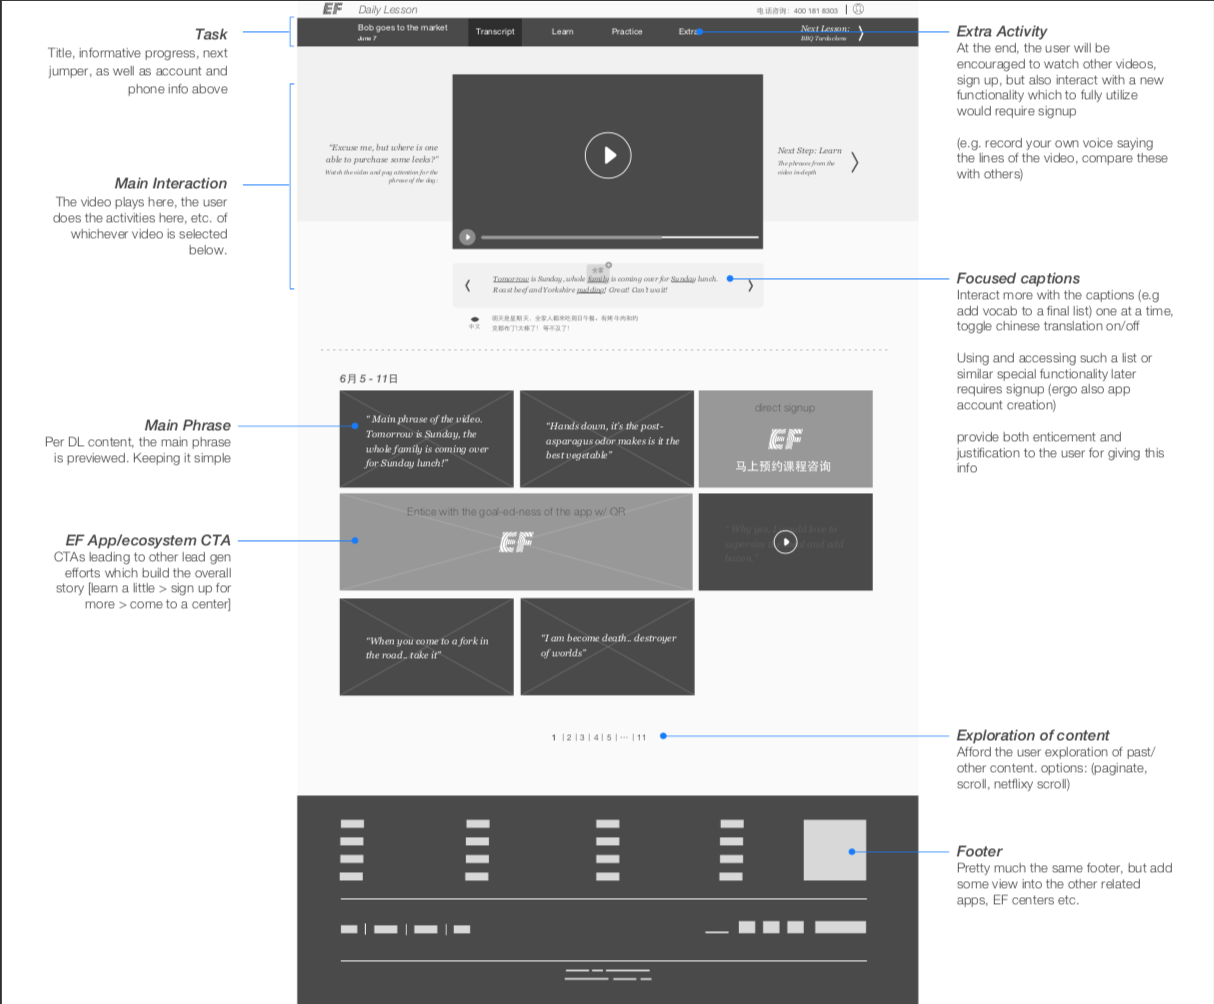 EF Daily Lesson
电话咨询: 400 181 8303
Bob goes to the market
June 7
Transcript
Learn
Practice
Extra
Next Lesson:
BBQ
Task
Title, informative progress, next
jumper, as well as account and
phone info above
Main Interaction
The video plays here, the user
does the activities here, etc. of
whichever video is selected
below.
"Excuse me, but where is one
able to purchase some leeks?"
Watch the video and pay attention for the
phrase of the day:
Next Step: Learn
The phrases from the
video in-depth
Extra Activity
At the end, the user will be
encouraged to watch other videos,
sign up, but also interact with a new
functionality which to fully utilize
would require signup
(e.g. record your own voice saying
the lines of the video, compare these
with others)
全家
Tomorrow is Sunday, whole family is coming over for Sunday lunch.
Roast beef and Yorkshire pudding! Great! Can't wait!
中文
明天是星期天，全家人都来吃周日午餐。有烤牛肉和约
克郡布丁!太棒了！ 等不及了!
Focused captions
Interact more with the captions (e.g
add vocab to a final list) one at a time,
toggle chinese translation on/off
Using and accessing such a list or
similar special functionality later
requires signup (ergo also app
account creation)
provide both enticement and
justification to the user for giving this
info
6月 5 - 11日
Main Phrase
Per DL content, the main phrase
is previewed. Keeping it simple
" Main phrase of the video.
Tomorrow is Sunday, the
whole family is coming over
for Sunday lunch!"
"Hands down, it's the post-
asparagus odor makes is it the
best vegetable"
direct signup
EF
马上预约课程咨询
EF App/ecosystem CTA
CTAs leading to other lead gen
efforts which build the overall
story [learn a little > sign up for
more > come to a center]
Entice with the goal-ed-ness of the app w/ QR
EF
"Why yes, I would love to
and add
bacon"
"When you come to a fork in
the road.. take it"
"I am become death.. destroyer
of worlds"
1 | 2 | 3 | 4 | 5 | ··· | 11
Exploration of content
Afford the user exploration of past/
other content. options: (paginate,
scroll, netflixy scroll)
Footer
Pretty much the same footer, but add
some view into the other related
apps, EF centers etc.